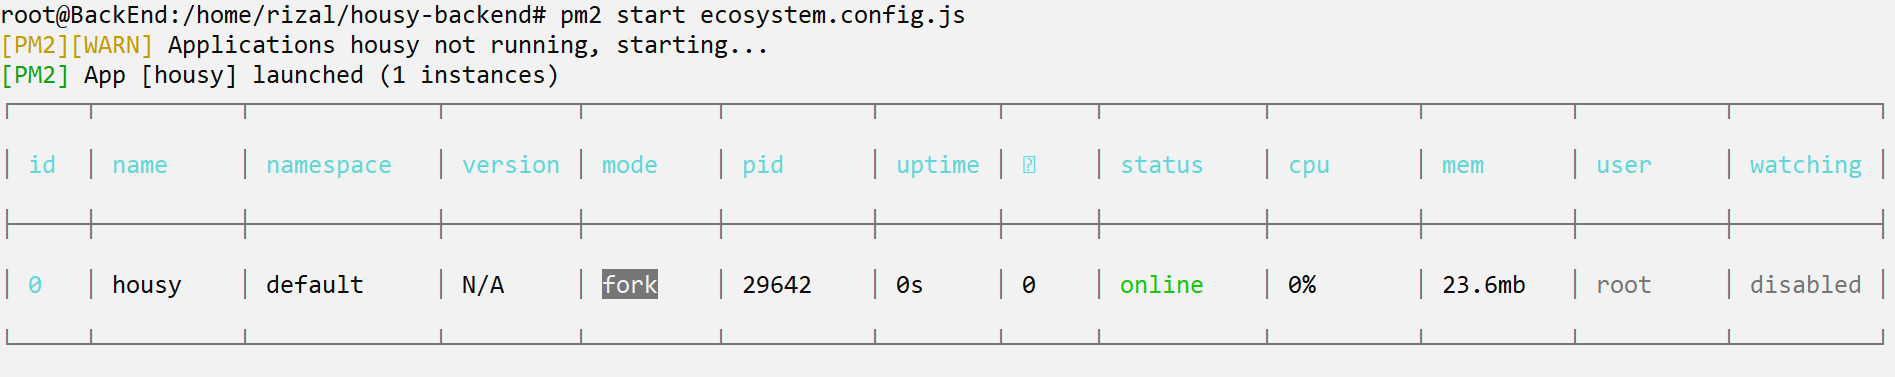 root@BackEnd:/home/rizal/housy-backend# pm2 start ecosystem.config.js
[PM2][WARN] Applications housy not running, starting...
[PM2] App [housy] launched (1 instances)
id name namespace version mode pid uptime status cpu mem user watching
0 housy default N/A fork 29642 0s 0 online 0% 23.6mb root disabled